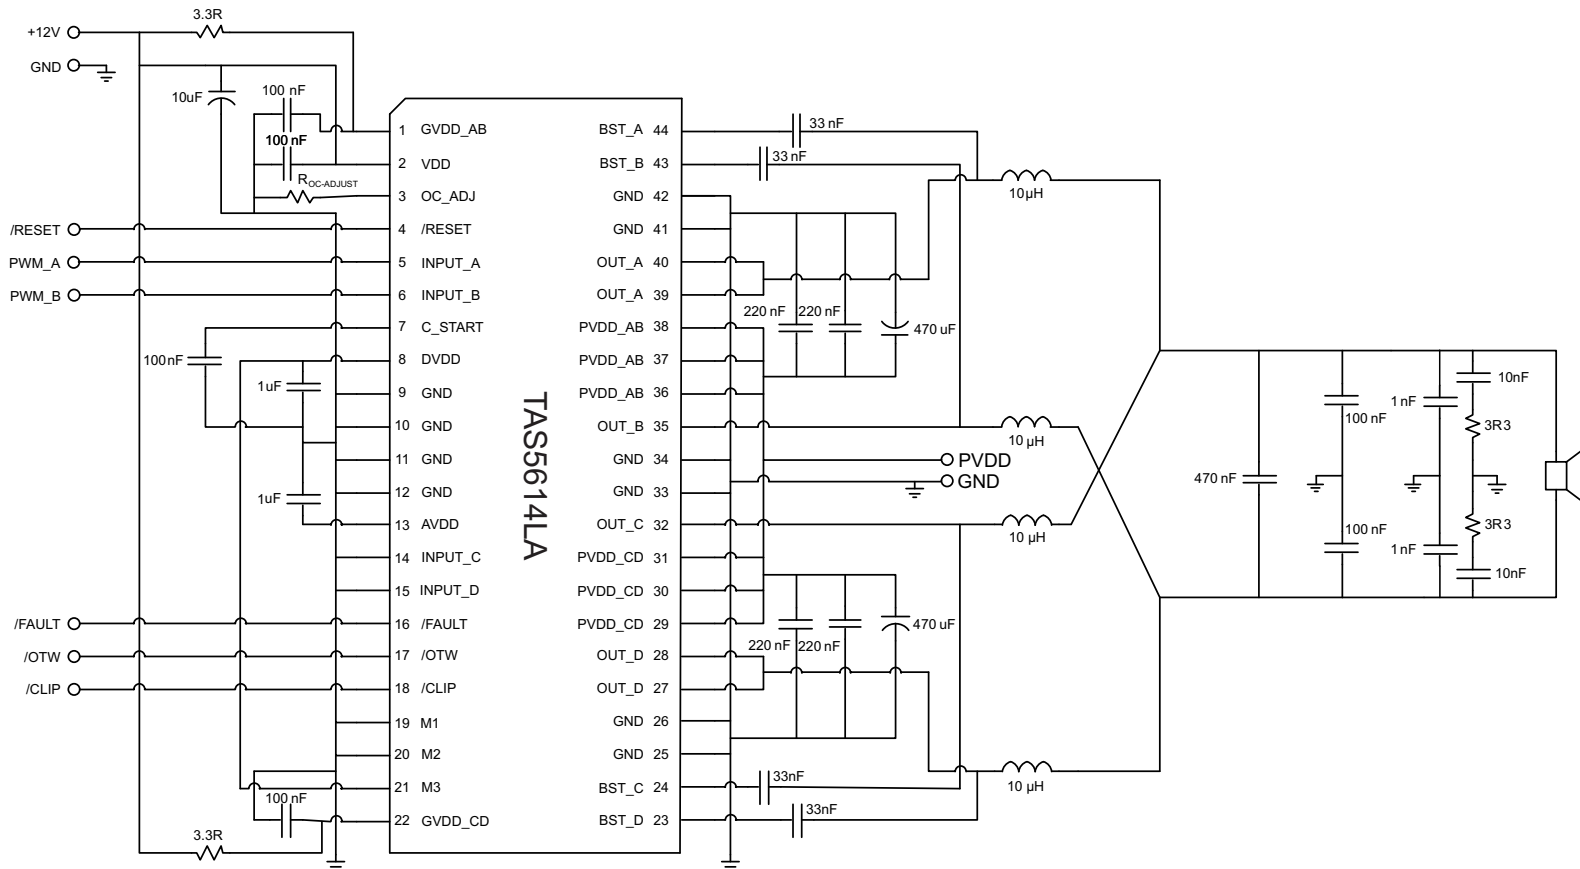 3.3R
+12V
GND
10uF
100 nF
100 nF
R_OC-ADJUST
/RESET
PWM_A
PWM_B
100 nF
1uF
1uF
/FAULT
/OTW
/CLIP
100 nF
3.3R
1 GVDD_AB
2 VDD
3 OC_ADJ
4 /RESET
5 INPUT_A
6 INPUT_B
7 C_START
8 DVDD
9 GND
10 GND
11 GND
12 GND
13 AVDD
14 INPUT_C
15 INPUT_D
16 /FAULT
17 /OTW
18 /CLIP
19 M1
20 M2
21 M3
22 GVDD_CD
TAS5614LA
BST_A 44
BST_B 43
GND 42
GND 41
OUT_A 40
OUT_A 39
PVDD_AB 38
PVDD_AB 37
PVDD_AB 36
OUT_B 35
GND 34
GND 33
OUT_C 32
PVDD_CD 31
PVDD_CD 30
PVDD_CD 29
OUT_D 28
OUT_D 27
GND 26
GND 25
BST_C 24
BST_D 23
33 nF
33 nF
10 µH
220 nF
220 nF
470 uF
10 µH
PVDD
GND
10 µH
470 uF
220 nF
220 nF
33nF
10 µH
33nF
470 nF
100 nF
100 nF
1 nF
1 nF
10nF
3R3
3R3
10nF